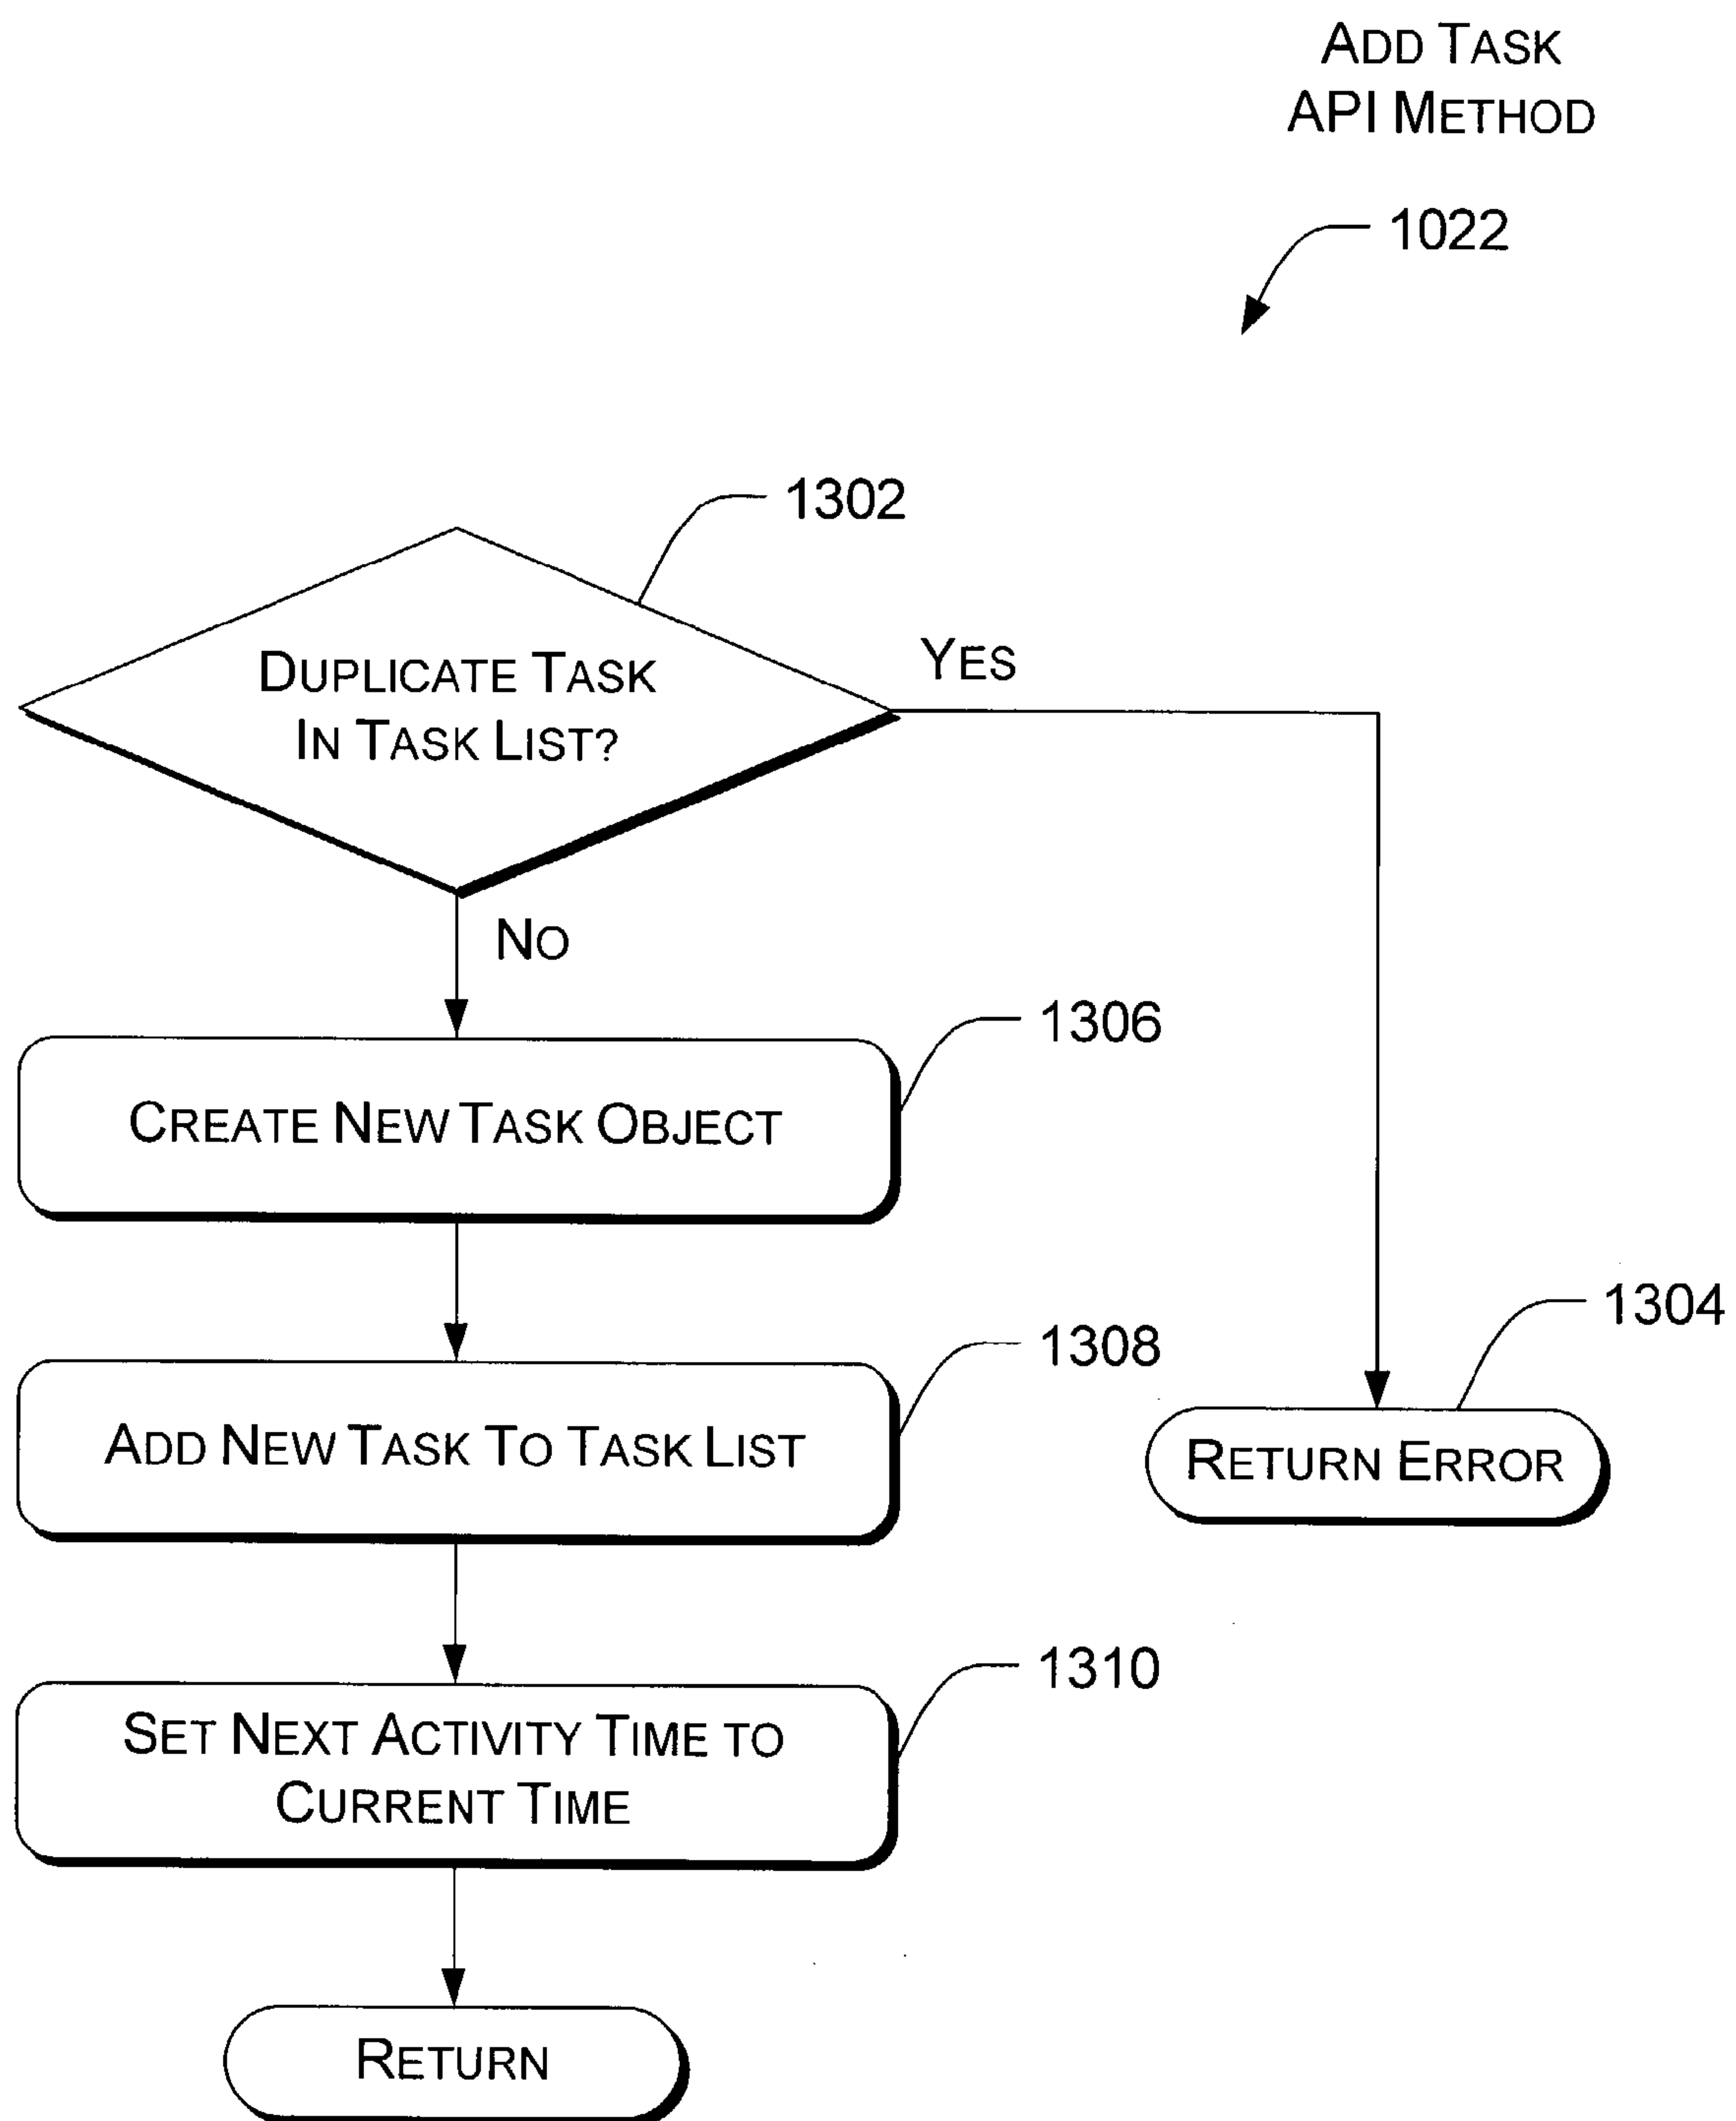 ADD TASK
API METHOD
1022
1302
DUPLICATE TASK
IN TASK LIST?
YES
NO
1306
CREATE NEW TASK OBJECT
1304
1308
ADD NEW TASK TO TASK LIST
RETURN ERROR
1310
SET NEXT ACTIVITY TIME TO
CURRENT TIME
RETURN